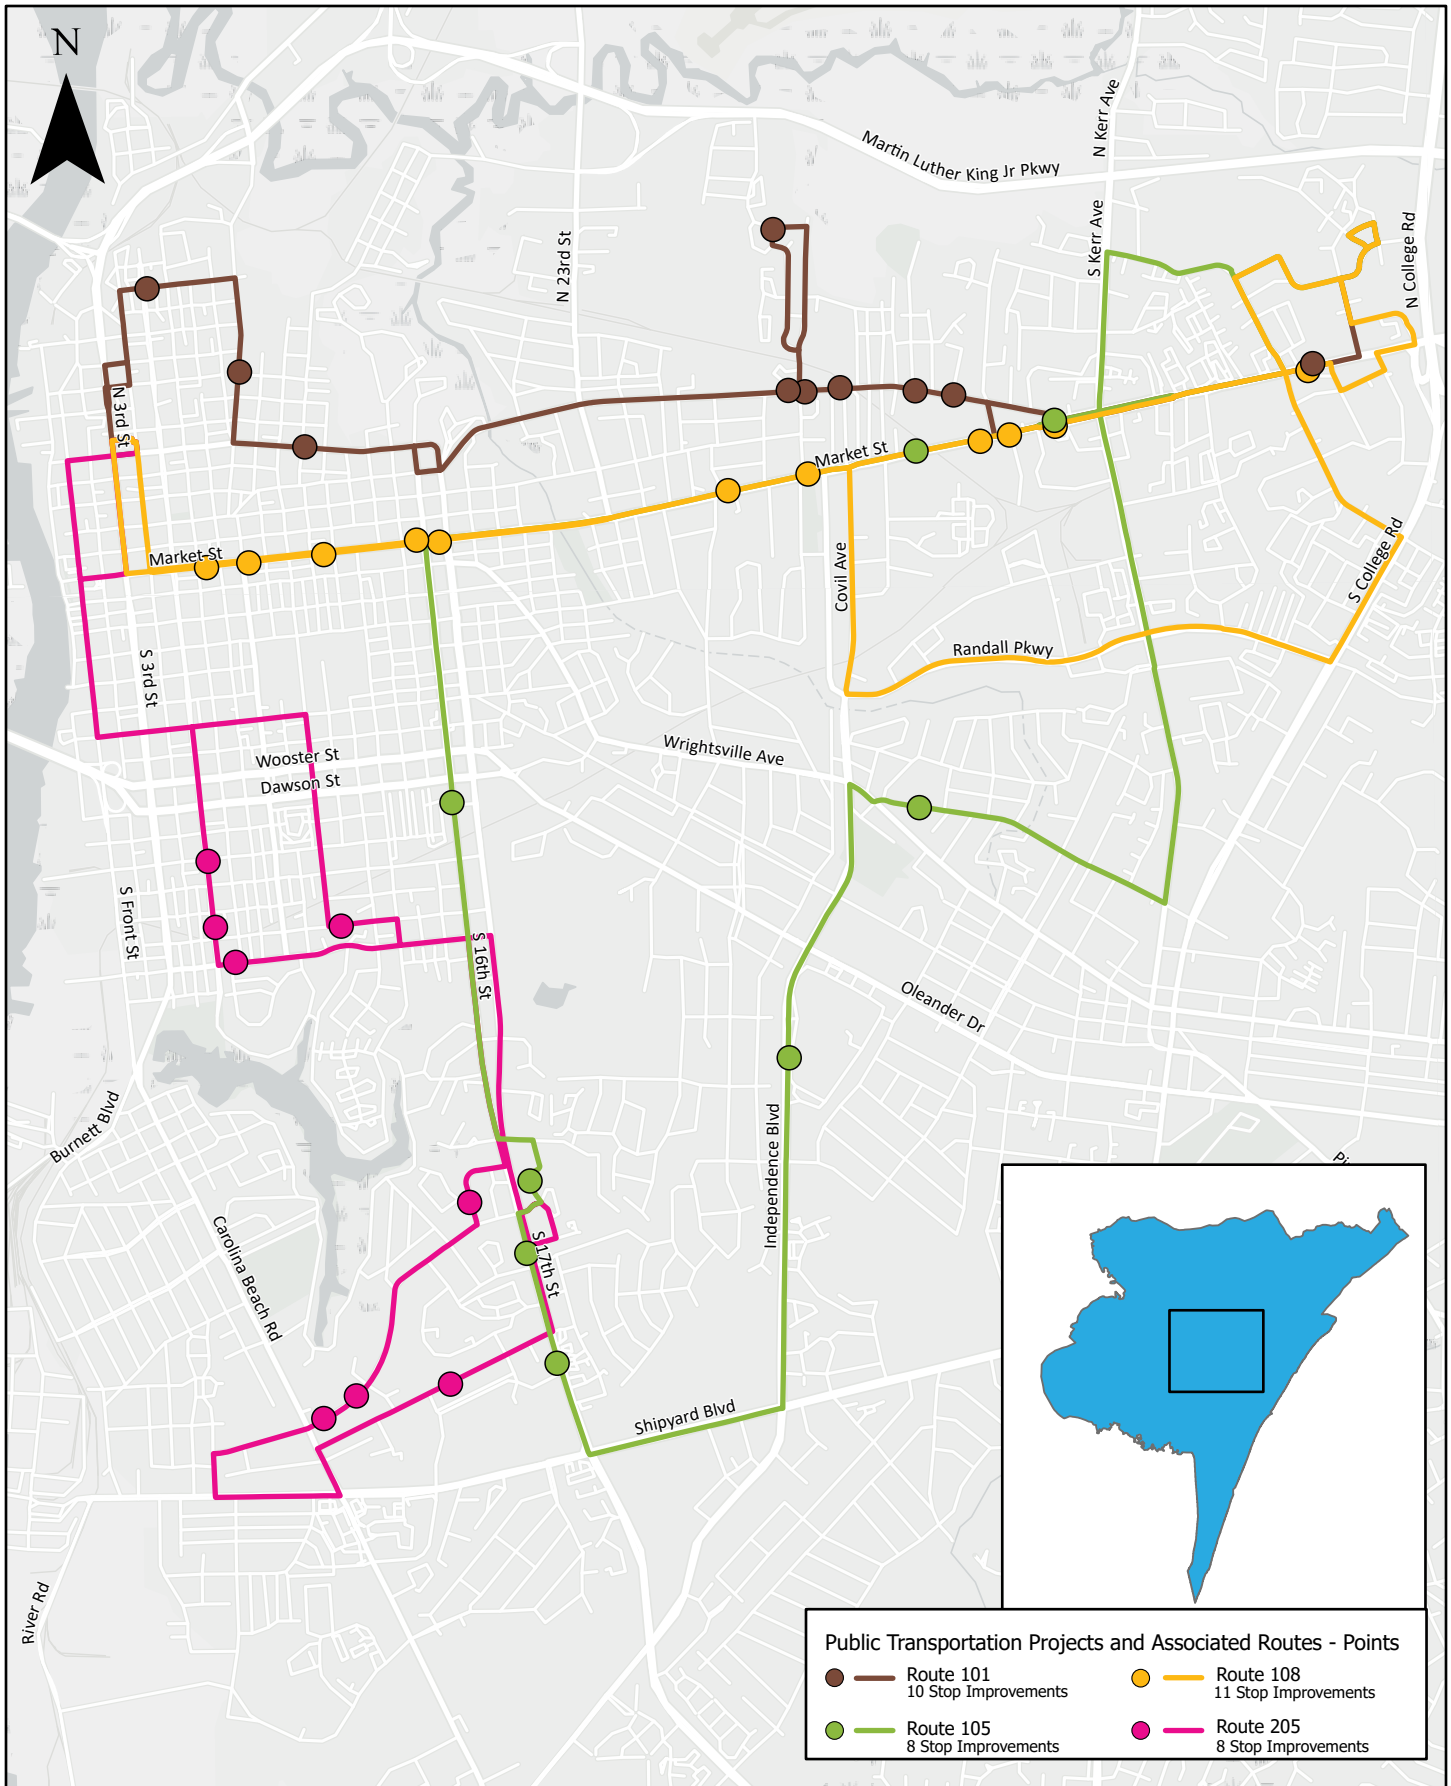 N
Martin Luther King Jr Pkwy
N Kerr Ave
S Kerr Ave
N College Rd
N 23rd St
N 3rd St
Market St
Market St
Covil Ave
S College Rd
Randall Pkwy
S 3rd St
Wrightsville Ave
Wooster St
Dawson St
S Front St
S 16th St
Oleander Dr
Burnett Blvd
Independence Blvd
Carolina Beach Rd
S 17th St
Shipyard Blvd
River Rd
Public Transportation Projects and Associated Routes - Points
Route 101
10 Stop Improvements
Route 108
11 Stop Improvements
Route 105
8 Stop Improvements
Route 205
8 Stop Improvements